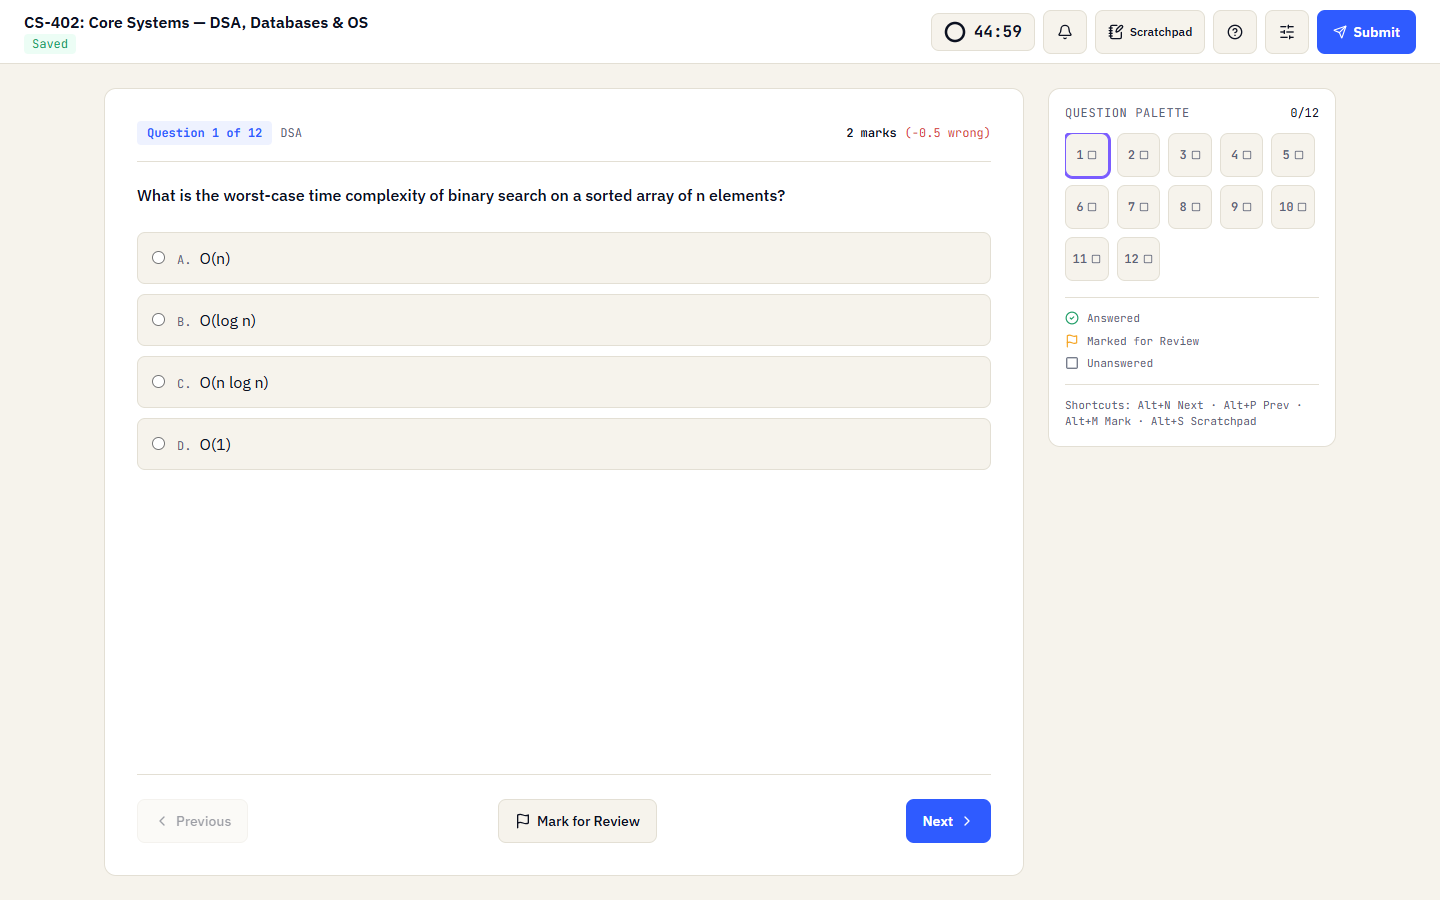 CS-402: Core Systems — DSA, Databases & OS
Saved
44:59
Scratchpad
Submit
Question 1 of 12
DSA
2 marks (-0.5 wrong)
What is the worst-case time complexity of binary search on a sorted array of n elements?
A. O(n)
B. O(log n)
C. O(n log n)
D. O(1)
Previous
Mark for Review
Next
QUESTION PALETTE
0/12
1
2
3
4
5
6
7
8
9
10
11
12
Answered
Marked for Review
Unanswered
Shortcuts: Alt+N Next · Alt+P Prev ·
Alt+M Mark · Alt+S Scratchpad